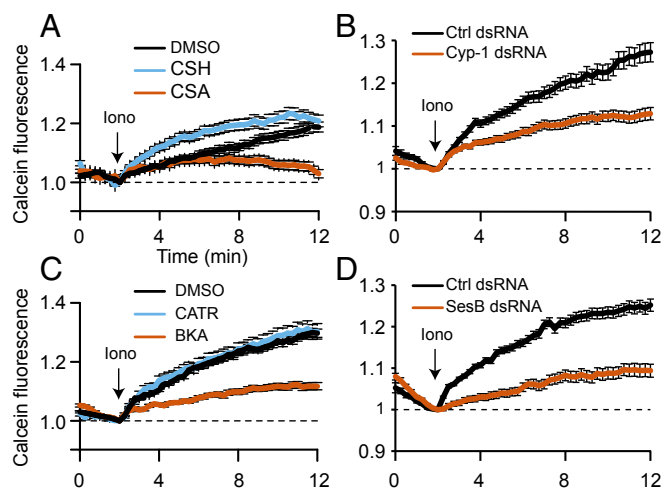 A
Calcein fluorescence
DMSO
CSH
CSA
Iono
1.4
1.2
1.0
0
4
8
12
Time (min)
B
Ctrl dsRNA
Cyp-1 dsRNA
Iono
1.3
1.2
1.1
1
0.9
0
4
8
12
C
Calcein fluorescence
DMSO
CATR
BKA
Iono
1.4
1.2
1.0
0
4
8
12
D
Ctrl dsRNA
SesB dsRNA
Iono
1.3
1.2
1.1
1
0.9
0
4
8
12